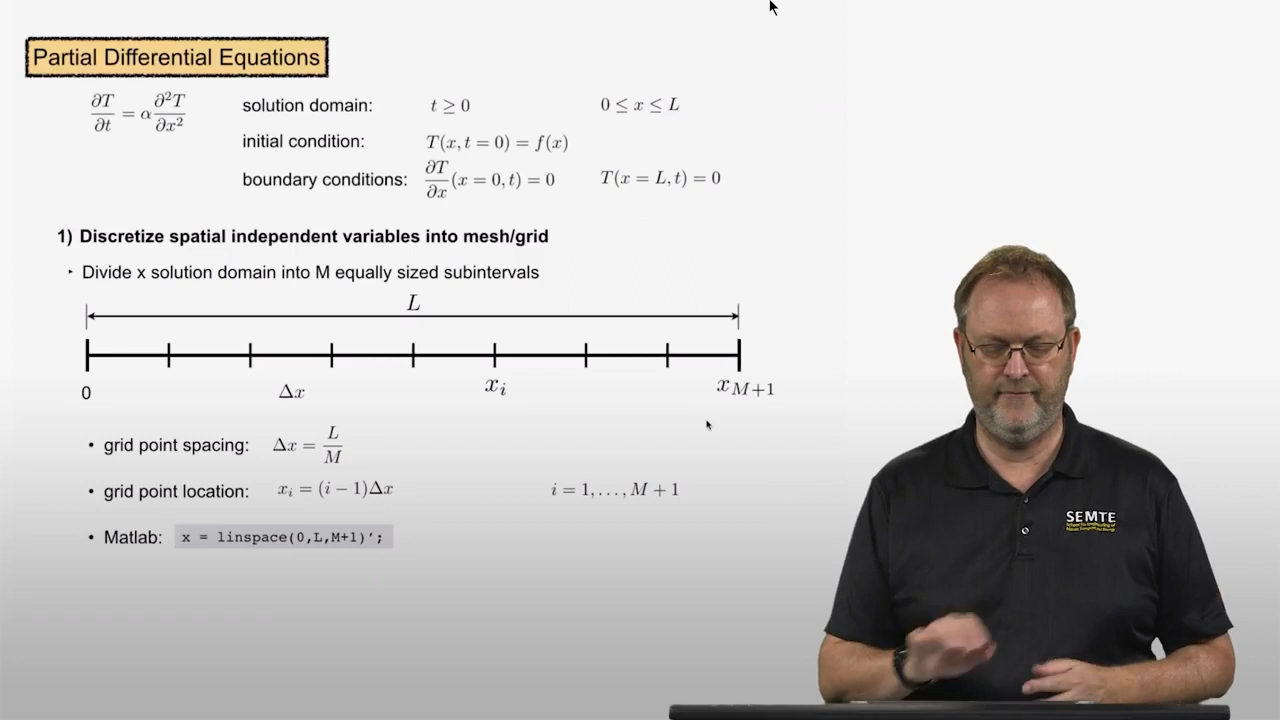 Partial Differential Equations
∂T/∂t = α ∂²T/∂x²
solution domain: t ≥ 0 0 ≤ x ≤ L
initial condition: T(x, t = 0) = f(x)
boundary conditions: ∂T/∂x (x = 0, t) = 0 T(x = L, t) = 0
1) Discretize spatial independent variables into mesh/grid
‣ Divide x solution domain into M equally sized subintervals
L
0 Δx xᵢ x_{M+1}
• grid point spacing: Δx = L/M
• grid point location: xᵢ = (i − 1)Δx i = 1, . . . , M + 1
• Matlab: x = linspace(0,L,M+1)';
SEMTE